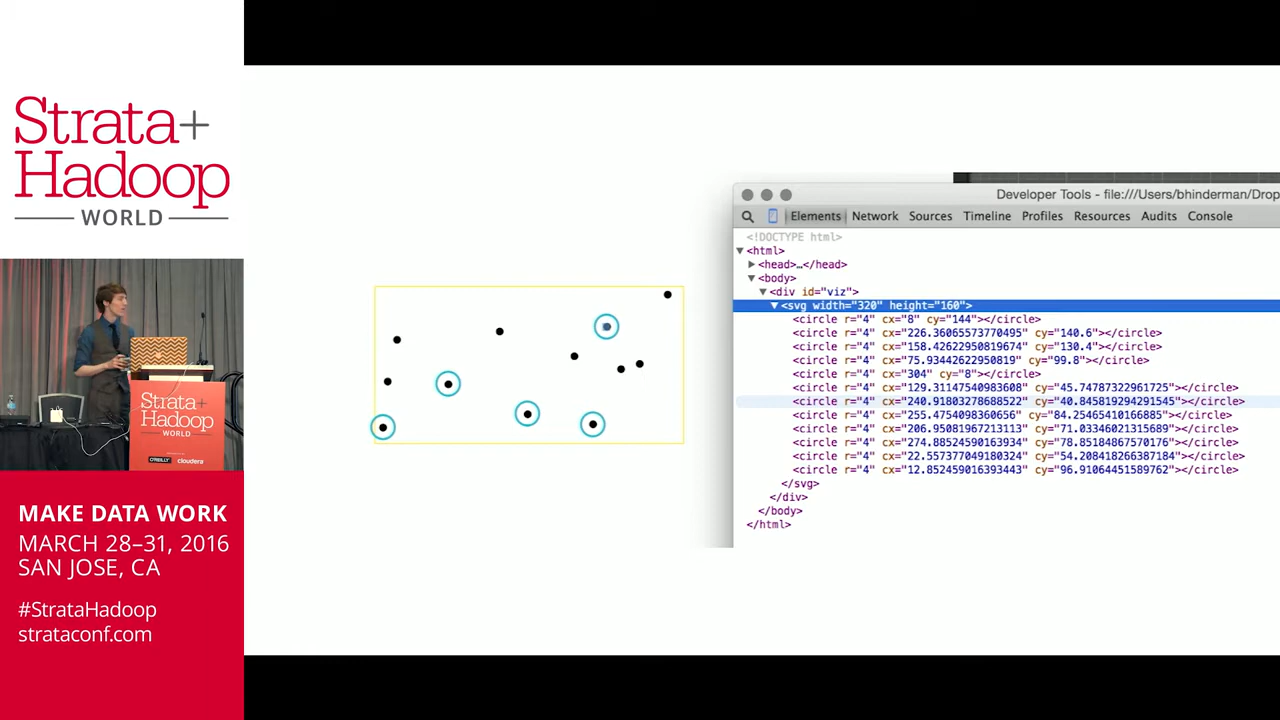 Strata+
Hadoop
WORLD
Strata+
Hadoop
WORLD
O'REILLY cloudera
MAKE DATA WORK
MARCH 28–31, 2016
SAN JOSE, CA
#StrataHadoop
strataconf.com
Developer Tools - file:///Users/bhinderman/Drop
Elements Network Sources Timeline Profiles Resources Audits Console
<!DOCTYPE html>
<html>
<head>…</head>
<body>
<div id="viz">
<svg width="320" height="160">
<circle r="4" cx="8" cy="144"></circle>
<circle r="4" cx="226.36065573770495" cy="140.6"></circle>
<circle r="4" cx="158.42622950819674" cy="130.4"></circle>
<circle r="4" cx="75.93442622950819" cy="99.8"></circle>
<circle r="4" cx="304" cy="8"></circle>
<circle r="4" cx="129.31147540983608" cy="45.74787322961725"></circle>
<circle r="4" cx="240.91803278688522" cy="40.845819294291545"></circle>
<circle r="4" cx="255.4754098360656" cy="84.25465410166885"></circle>
<circle r="4" cx="206.95081967213113" cy="71.03346021315689"></circle>
<circle r="4" cx="274.88524590163934" cy="78.85184867570176"></circle>
<circle r="4" cx="22.557377049180324" cy="54.208418266387184"></circle>
<circle r="4" cx="12.852459016393443" cy="96.91064451589762"></circle>
</svg>
</div>
</body>
</html>